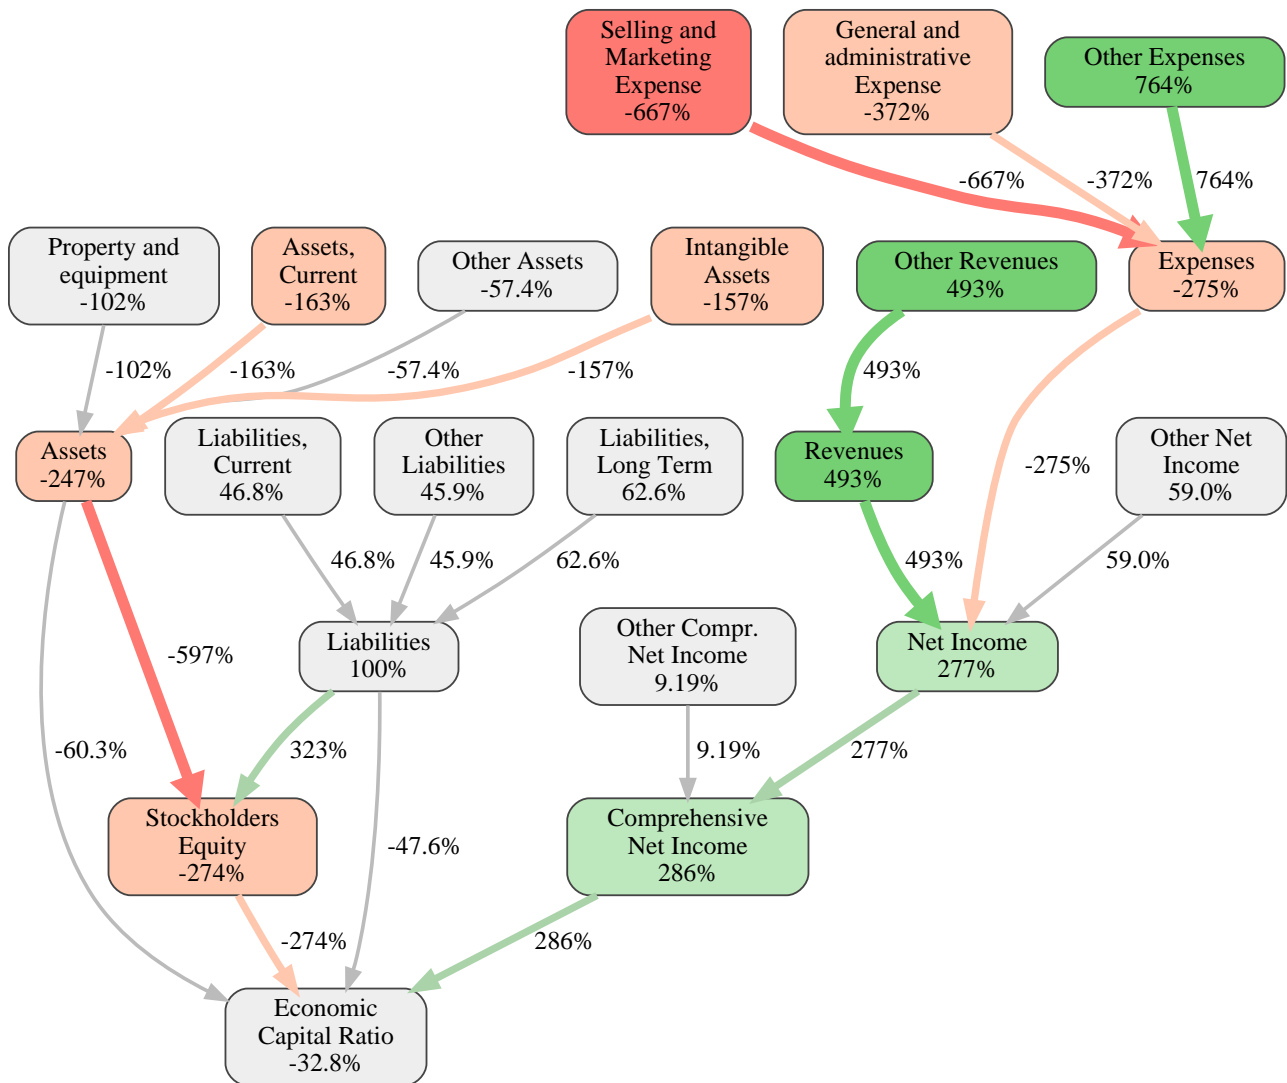 Selling and
Marketing
Expense
-667%
General and
administrative
Expense
-372%
Other Expenses
764%
-667%
-372%
764%
Property and
equipment
-102%
Assets,
Current
-163%
Other Assets
-57.4%
Intangible
Assets
-157%
Other Revenues
493%
Expenses
-275%
-102%
-163%
-57.4%
-157%
493%
Assets
-247%
Liabilities,
Current
46.8%
Other
Liabilities
45.9%
Liabilities,
Long Term
62.6%
Revenues
493%
-275%
Other Net
Income
59.0%
46.8%
45.9%
62.6%
493%
59.0%
Liabilities
100%
Other Compr.
Net Income
9.19%
Net Income
277%
-597%
-60.3%
323%
9.19%
277%
Stockholders
Equity
-274%
-47.6%
Comprehensive
Net Income
286%
-274%
286%
Economic
Capital Ratio
-32.8%